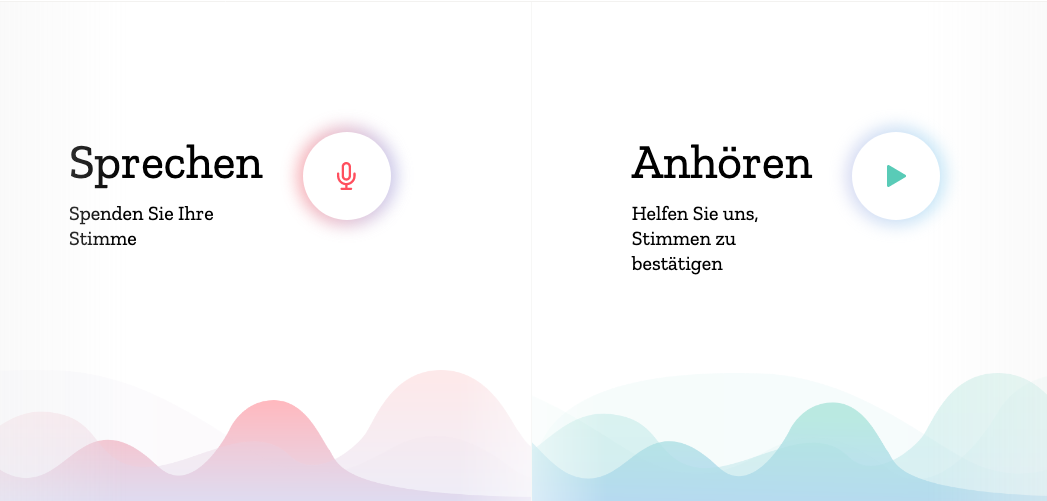 Sprechen
Spenden Sie Ihre
Stimme
Anhören
Helfen Sie uns,
Stimmen zu
bestätigen